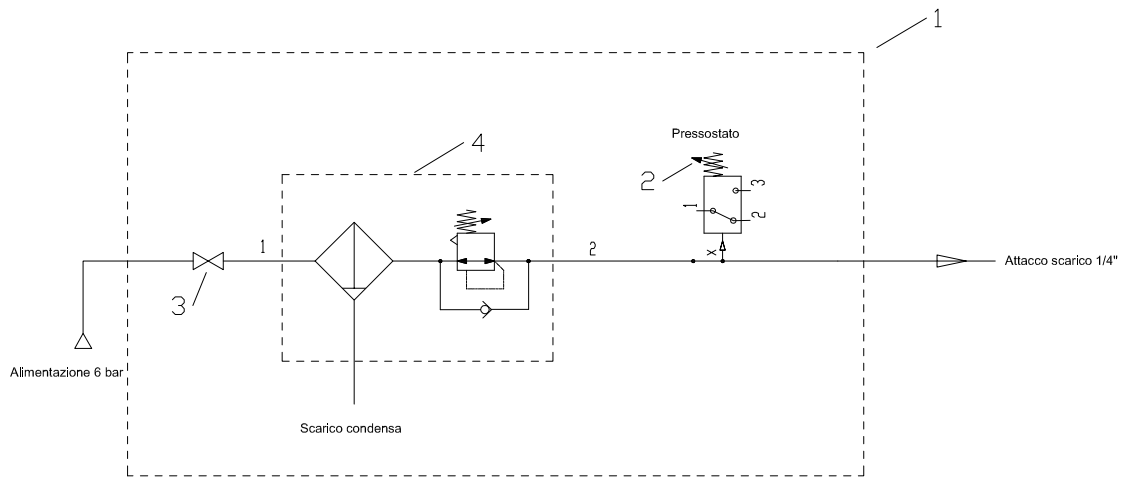 1
Pressostato
4
2
3
1
2
1
2
x
Attacco scarico 1/4"
3
Alimentazione 6 bar
Scarico condensa